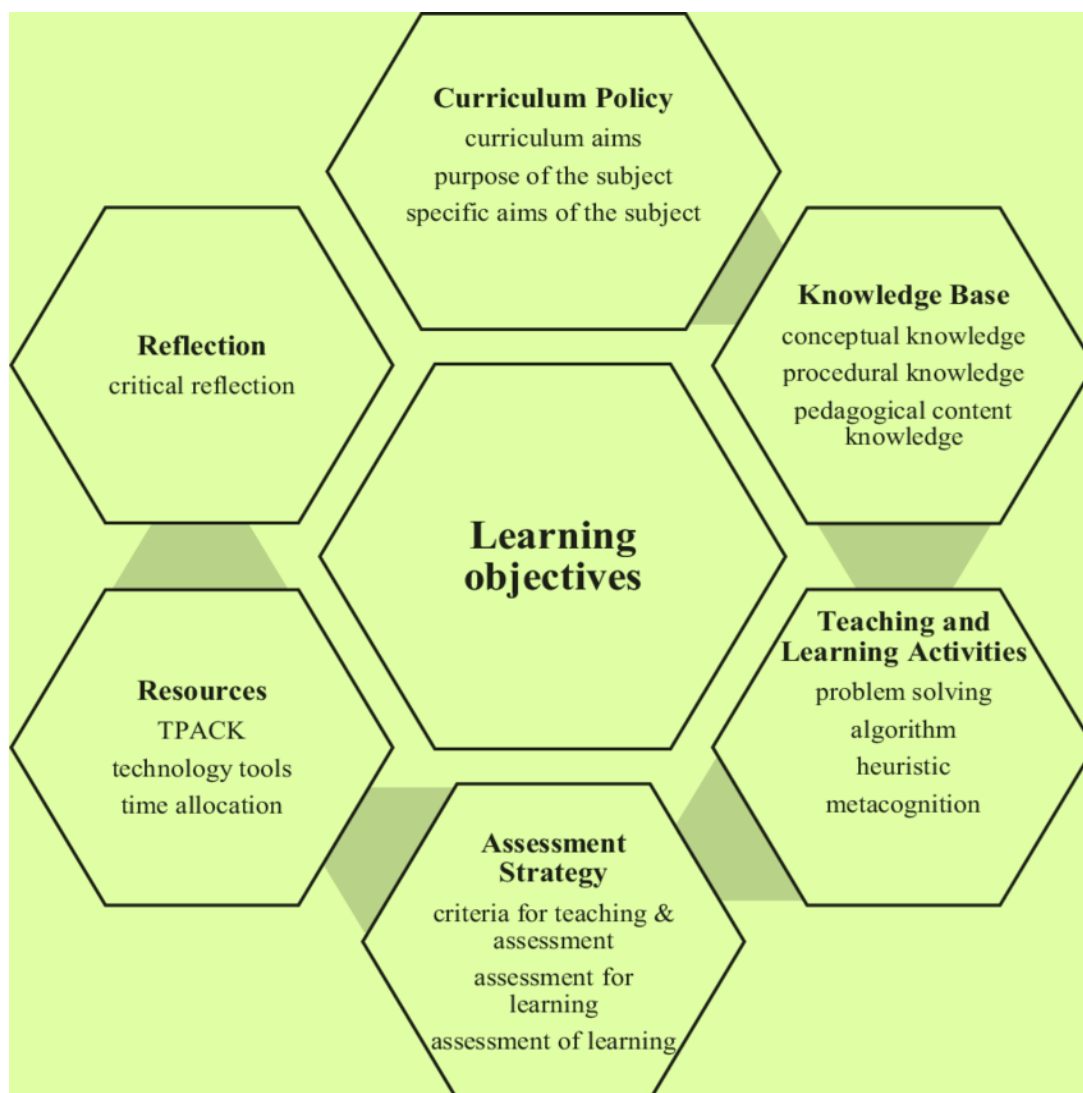 Curriculum Policy
curriculum aims
purpose of the subject
specific aims of the subject
Knowledge Base
conceptual knowledge
procedural knowledge
pedagogical content
knowledge
Reflection
critical reflection
Learning
objectives
Teaching and
Learning Activities
problem solving
algorithm
heuristic
metacognition
Resources
TPACK
technology tools
time allocation
Assessment
Strategy
criteria for teaching &
assessment
assessment for
learning
assessment of learning